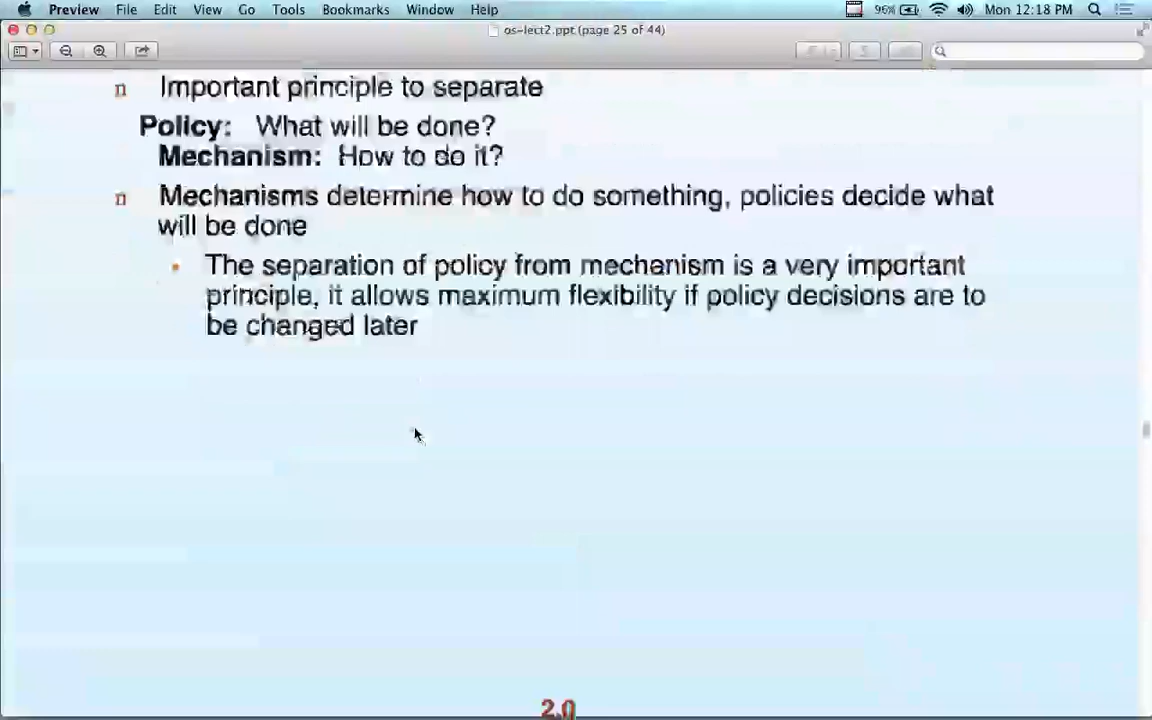 Preview File Edit View Go Tools Bookmarks Window Help 96% Mon 12:18 PM
os-lect2.ppt (page 25 of 44)
n Important principle to separate
Policy: What will be done?
Mechanism: How to do it?
n Mechanisms determine how to do something, policies decide what
will be done
• The separation of policy from mechanism is a very important
principle, it allows maximum flexibility if policy decisions are to
be changed later
2.0